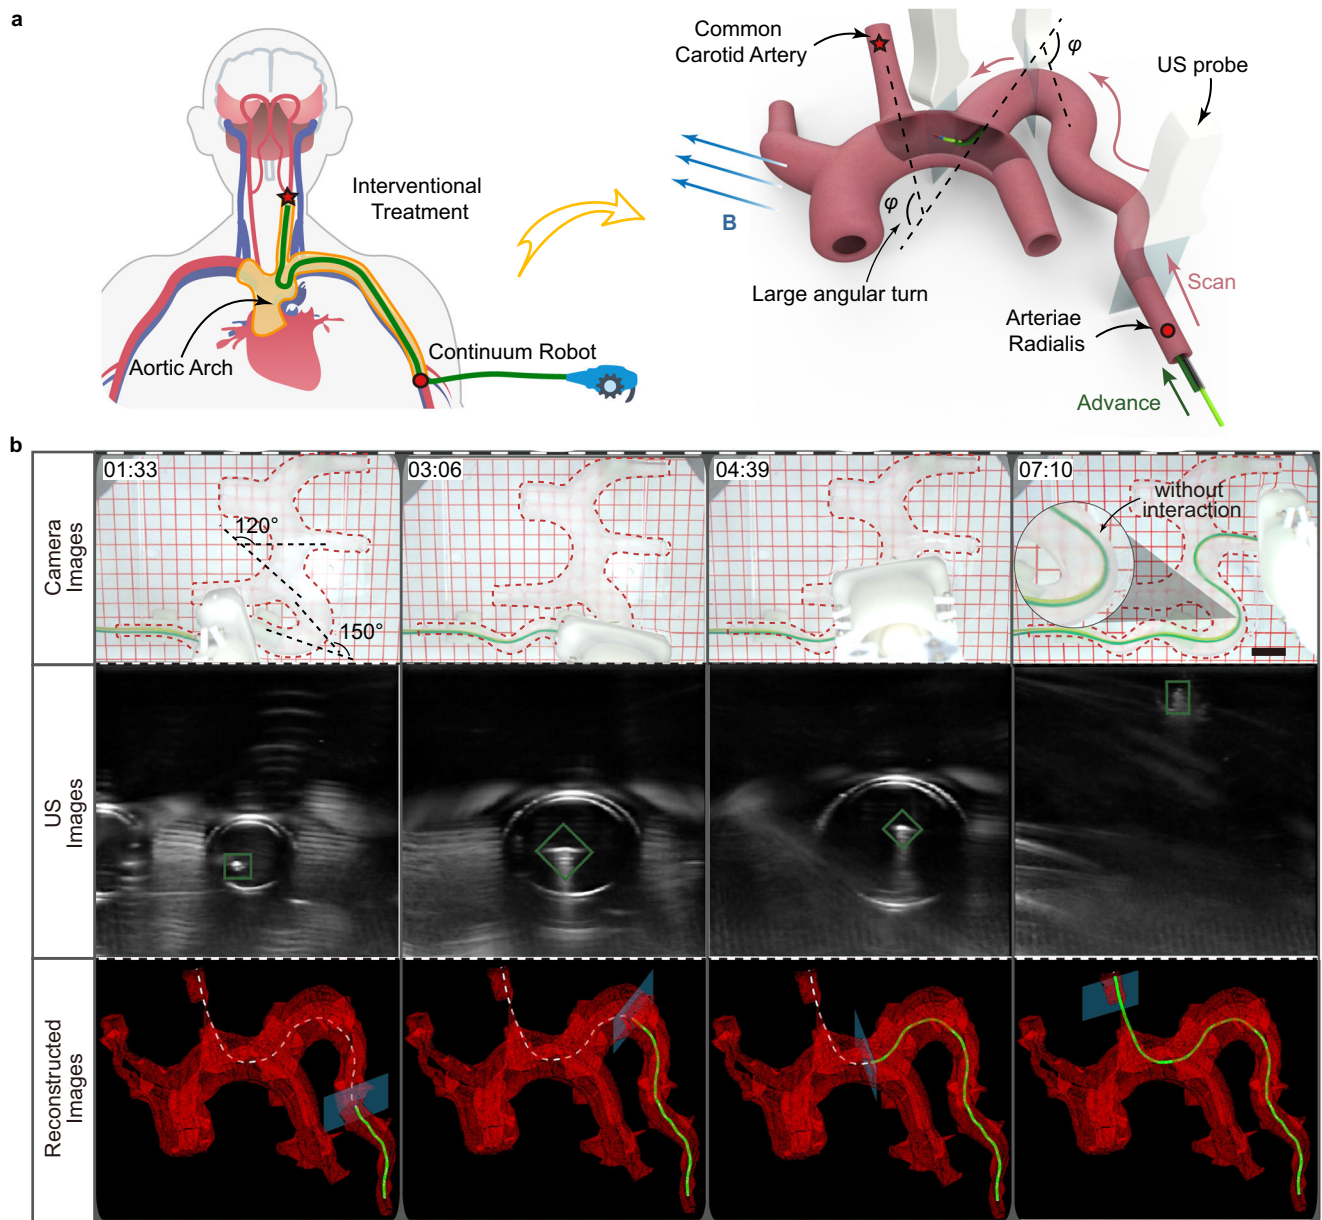 a
Interventional
Treatment
Aortic Arch
Continuum Robot
Common
Carotid Artery
φ
US probe
B
φ
Large angular turn
Scan
Arteriae
Radialis
Advance
b
Camera
Images
01:33
120°
150°
03:06
04:39
07:10
without
interaction
US
Images
Reconstructed
Images